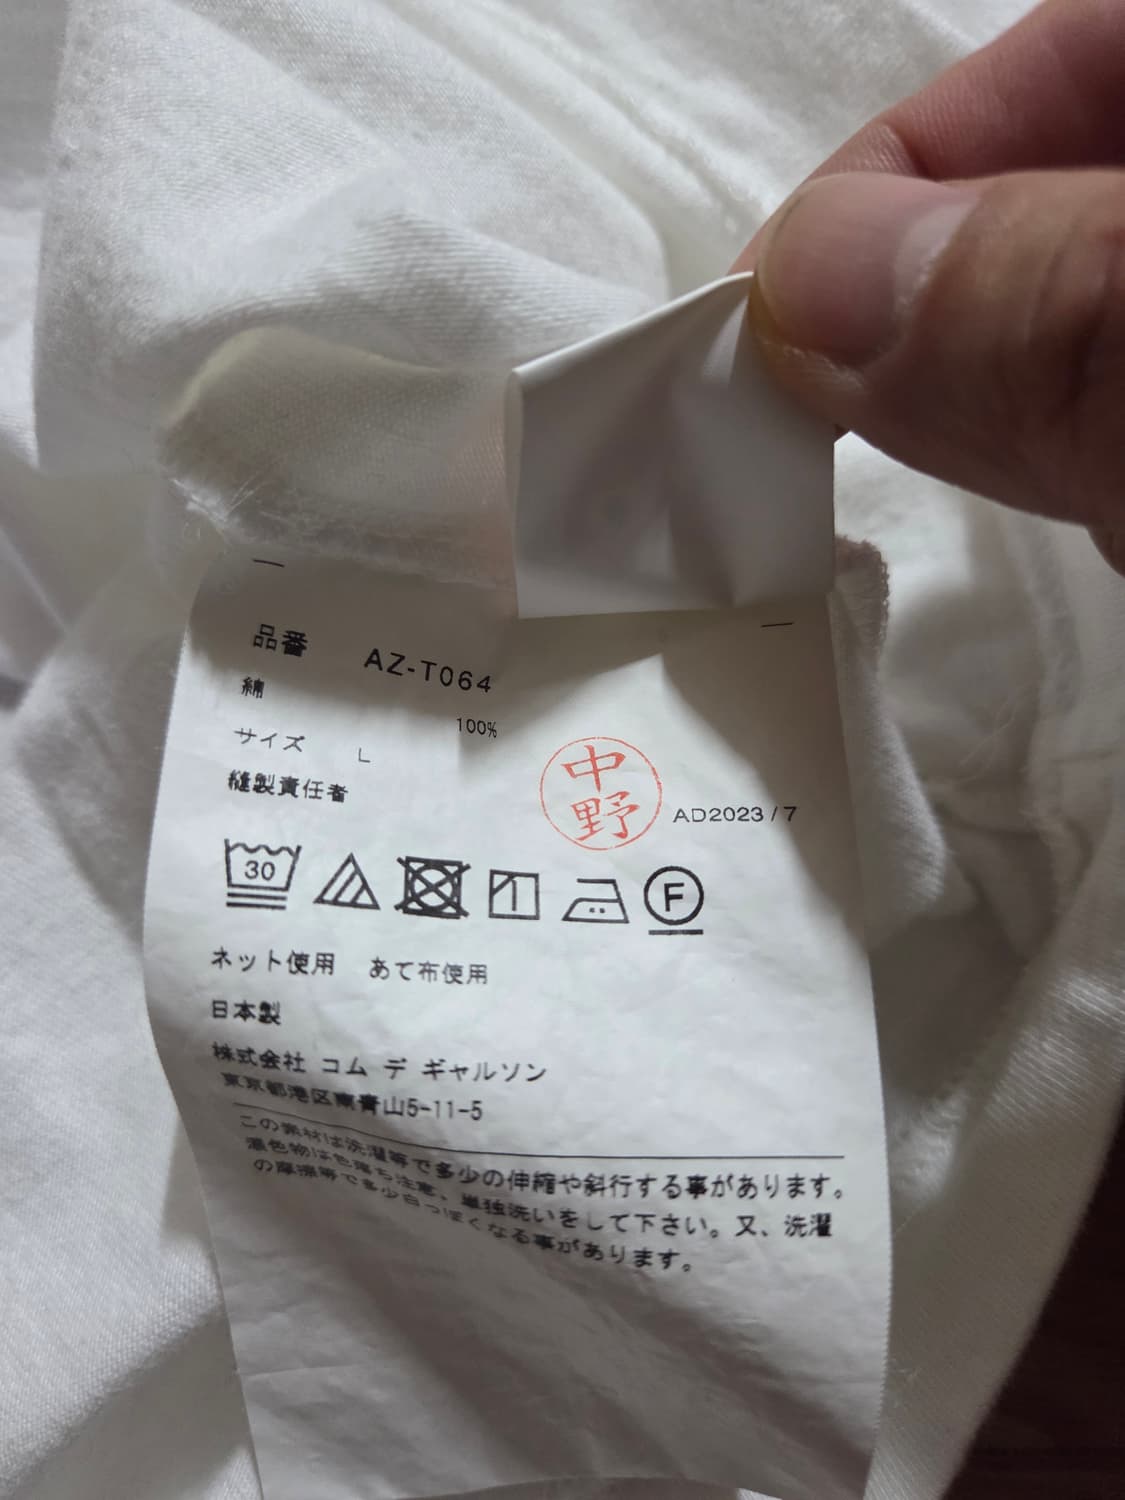 品番 AZ-T064
綿 100%
サイズ L
縫製責任者 中野 AD2023/7
30
F
ネット使用 あて布使用
日本製
株式会社 コム デ ギャルソン
東京都港区南青山5-11-5
この素材は洗濯等で多少の伸縮や斜行する事があります。
濃色物は色落ち注意、単独洗いをして下さい。又、洗濯
の摩擦等で多少白っぽくなる事があります。